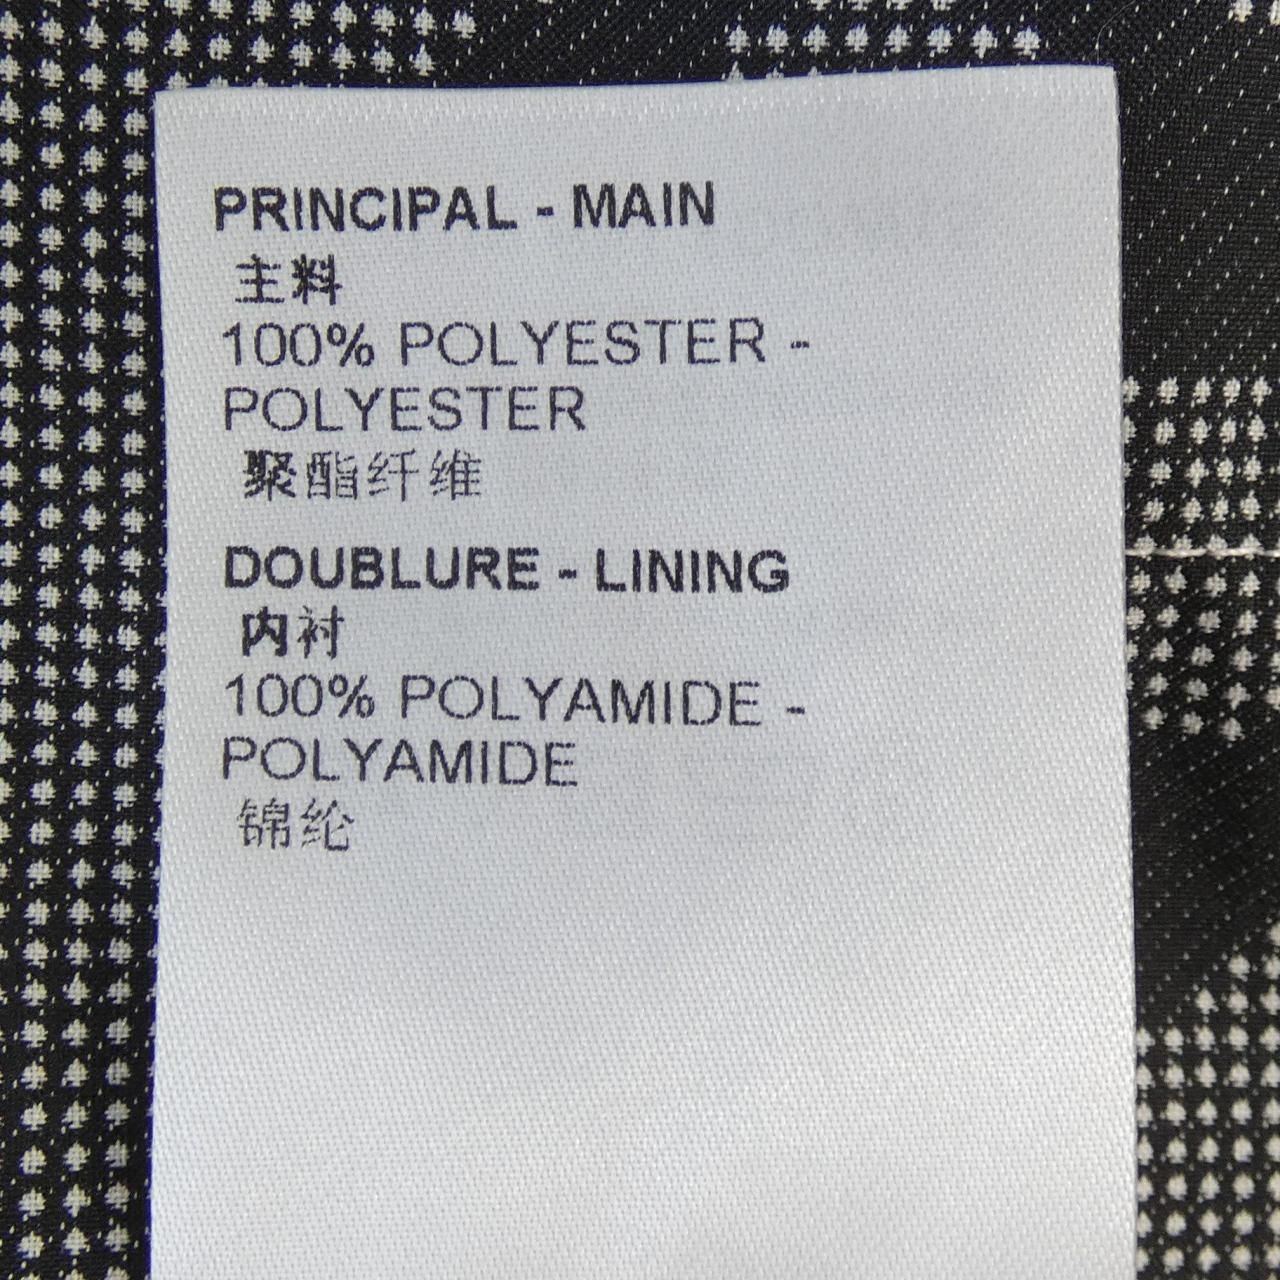 PRINCIPAL - MAIN
主料
100% POLYESTER -
POLYESTER
聚酯纤维
DOUBLURE - LINING
内衬
100% POLYAMIDE -
POLYAMIDE
锦纶